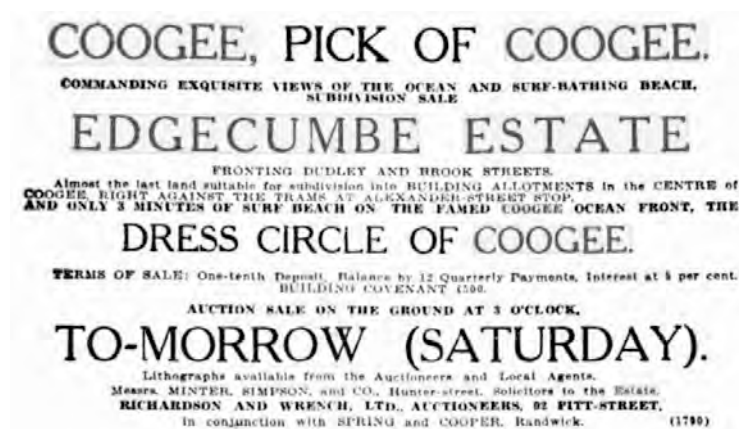 COOGEE, PICK OF COOGEE.
COMMANDING EXQUISITE VIEWS OF THE OCEAN AND SURF-BATHING BEACH,
SUBDIVISION SALE
EDGECUMBE ESTATE
FRONTING DUDLEY AND BROOK STREETS.
Almost the last land suitable for subdivision into BUILDING ALLOTMENTS in the CENTRE of
COOGEE, RIGHT AGAINST THE TRAMS AT ALEXANDER-STREET STOP,
AND ONLY 3 MINUTES OF SURF BEACH ON THE FAMED COOGEE OCEAN FRONT, THE
DRESS CIRCLE OF COOGEE.
TERMS OF SALE: One-tenth Deposit, Balance by 12 Quarterly Payments, Interest at per cent.
BUILDING COVENANT
AUCTION SALE ON THE GROUND AT 3 O'CLOCK,
TO-MORROW (SATURDAY).
Lithographs available from the Auctioneers and Local Agents.
Messrs. MINTER, SIMPSON, and CO., Hunter-street, Solicitors to the Estate.
RICHARDSON AND WRENCH, LTD., AUCTIONEERS, 92 PITT-STREET,
in conjunction with SPRING and COOPER, Randwick. (1790)